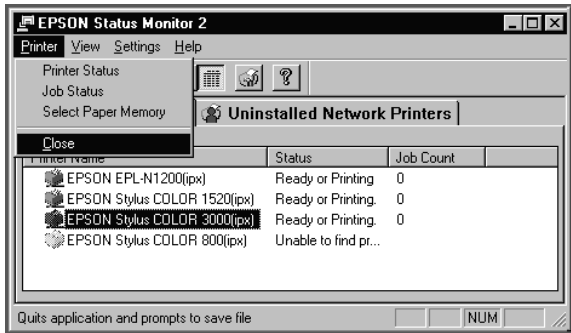 EPSON Status Monitor 2
Printer View Settings Help
Printer Status
Job Status
Select Paper Memory
Close
Uninstalled Network Printers
Printer Name Status Job Count
EPSON EPL-N1200(ipx) Ready or Printing 0
EPSON Stylus COLOR 1520(ipx) Ready or Printing. 0
EPSON Stylus COLOR 3000(ipx) Ready or Printing. 0
EPSON Stylus COLOR 800(ipx) Unable to find pr...
Quits application and prompts to save file NUM